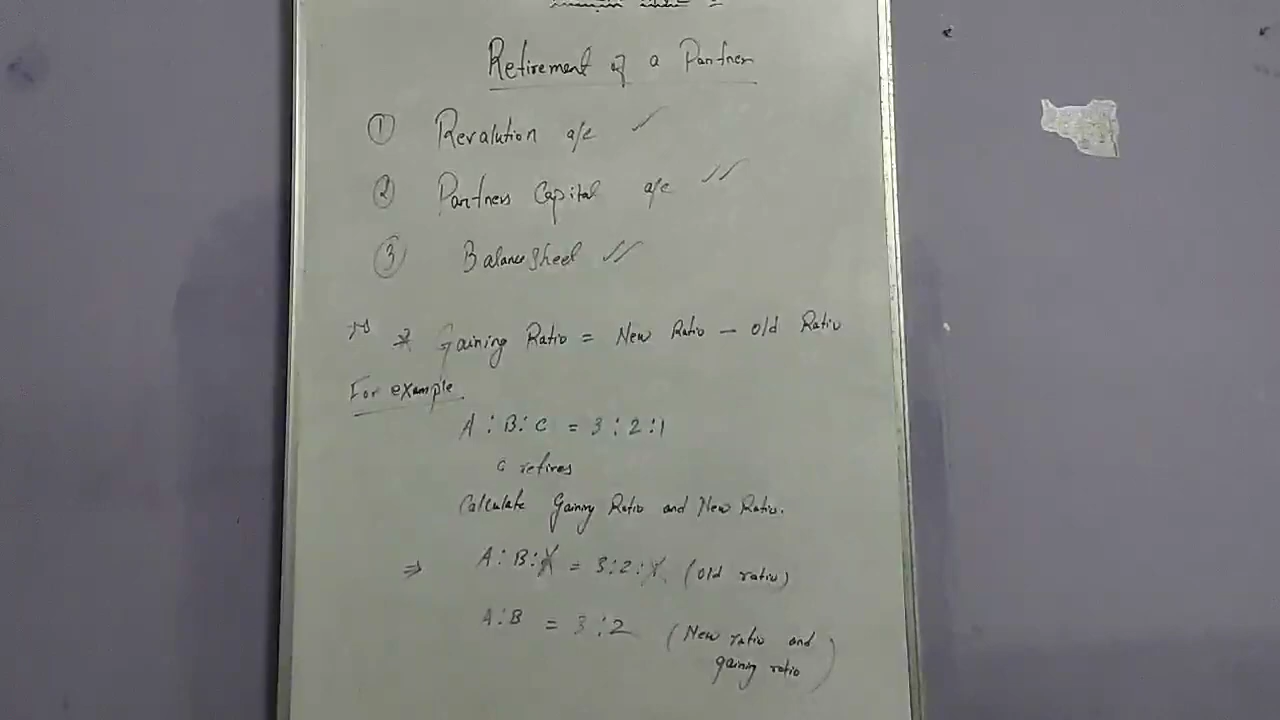 Retirement of a Partner
① Revalution a/c ✓
② Partners Capital a/c ✓✓
③ Balance Sheet ✓✓
* Gaining Ratio = New Ratio - Old Ratio
For example
A : B : C = 3 : 2 : 1
C retires
Calculate Gaining Ratio and New Ratio.
⇒ A : B : C = 3 : 2 : 1 (Old ratio)
A : B = 3 : 2 (New ratio and
gaining ratio)